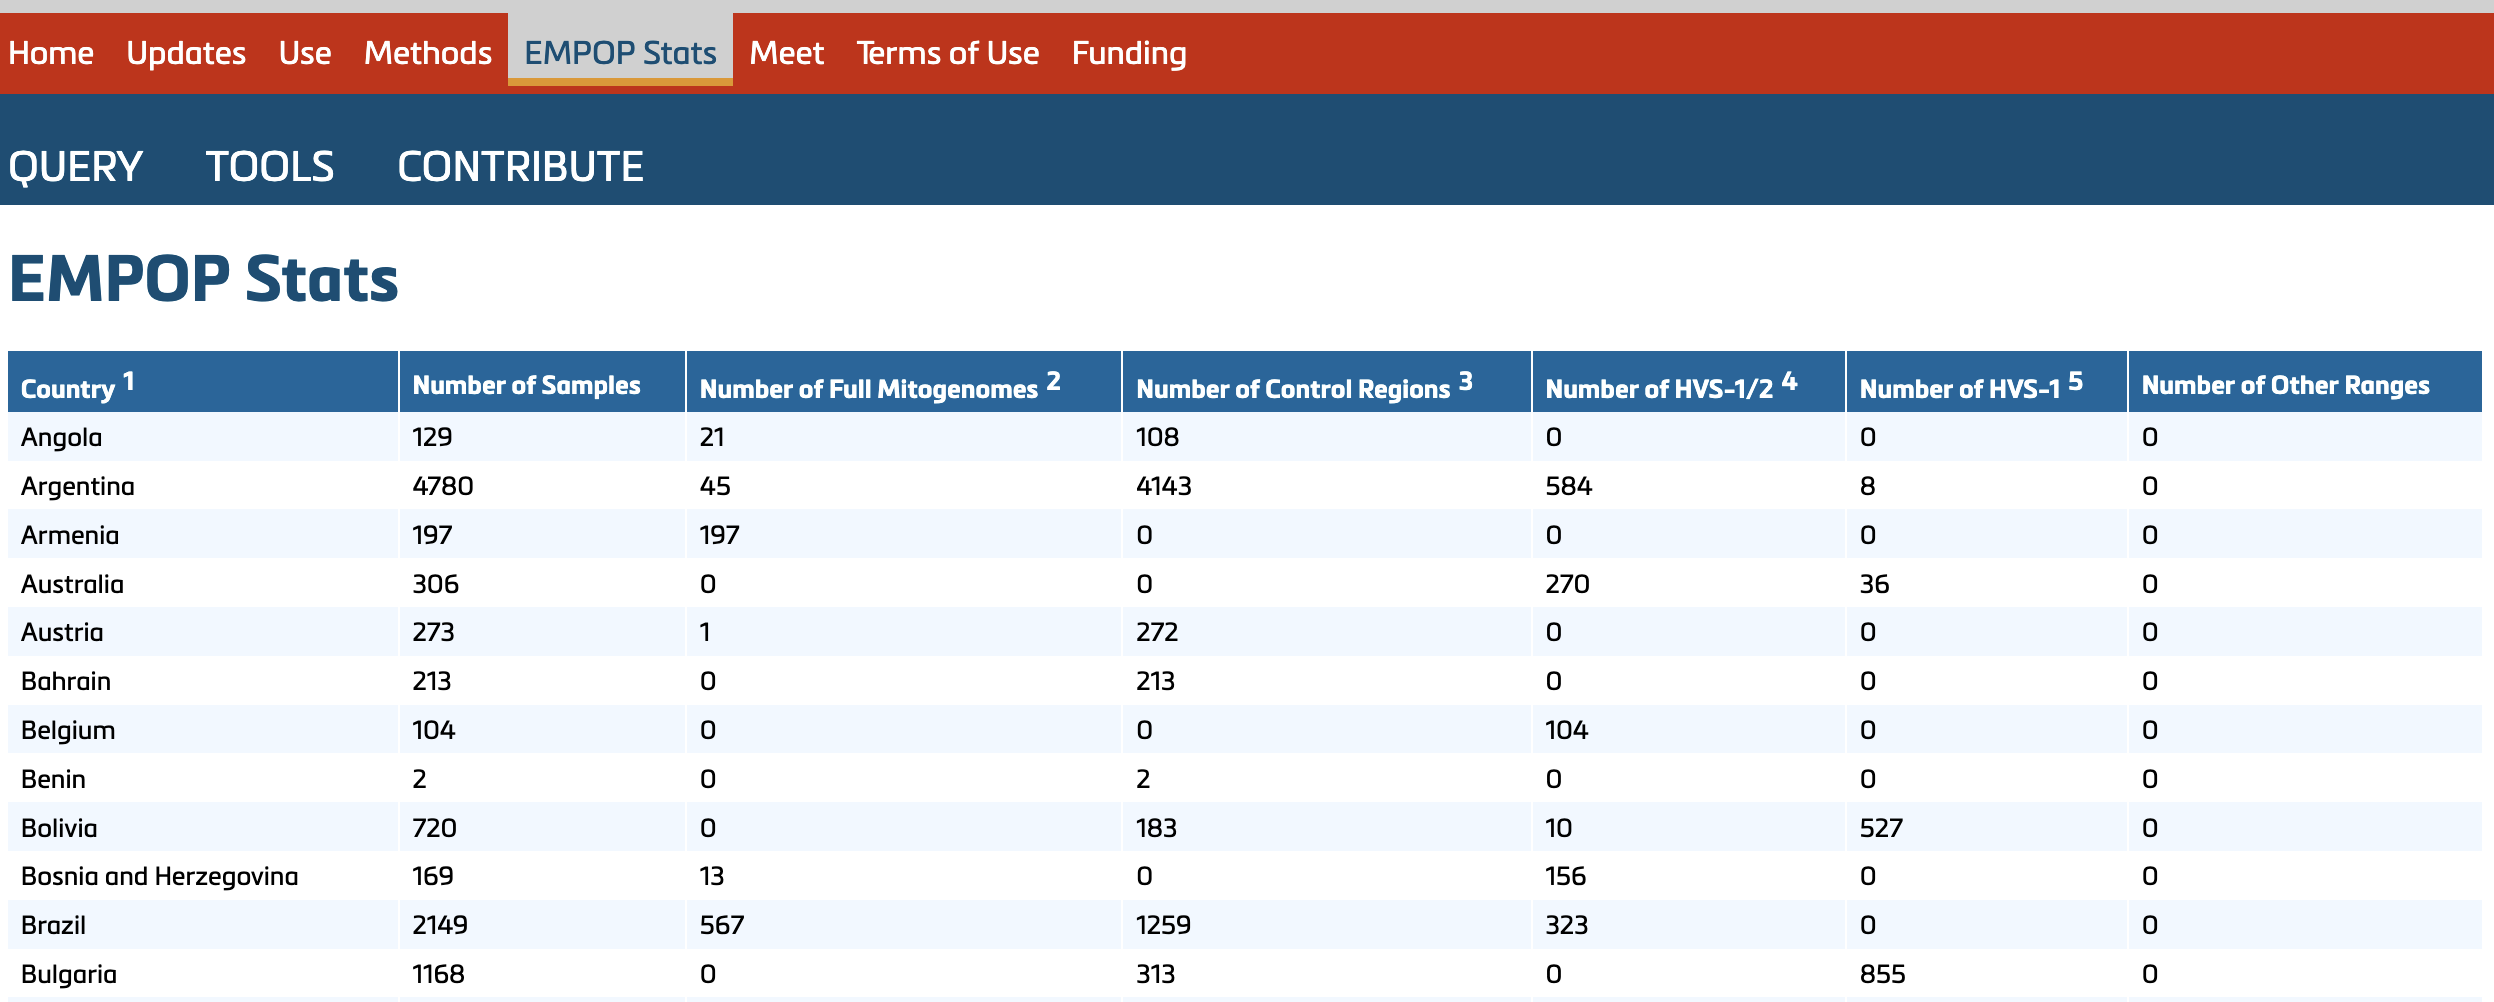 Home Updates Use Methods EMPOP Stats Meet Terms of Use Funding
QUERY TOOLS CONTRIBUTE
EMPOP Stats
Country 1 Number of Samples Number of Full Mitogenomes 2 Number of Control Regions 3 Number of HVS-1/2 4 Number of HVS-1 5 Number of Other Ranges
Angola 129 21 108 0 0 0
Argentina 4780 45 4143 584 8 0
Armenia 197 197 0 0 0 0
Australia 306 0 0 270 36 0
Austria 273 1 272 0 0 0
Bahrain 213 0 213 0 0 0
Belgium 104 0 0 104 0 0
Benin 2 0 2 0 0 0
Bolivia 720 0 183 10 527 0
Bosnia and Herzegovina 169 13 0 156 0 0
Brazil 2149 567 1259 323 0 0
Bulgaria 1168 0 313 0 855 0